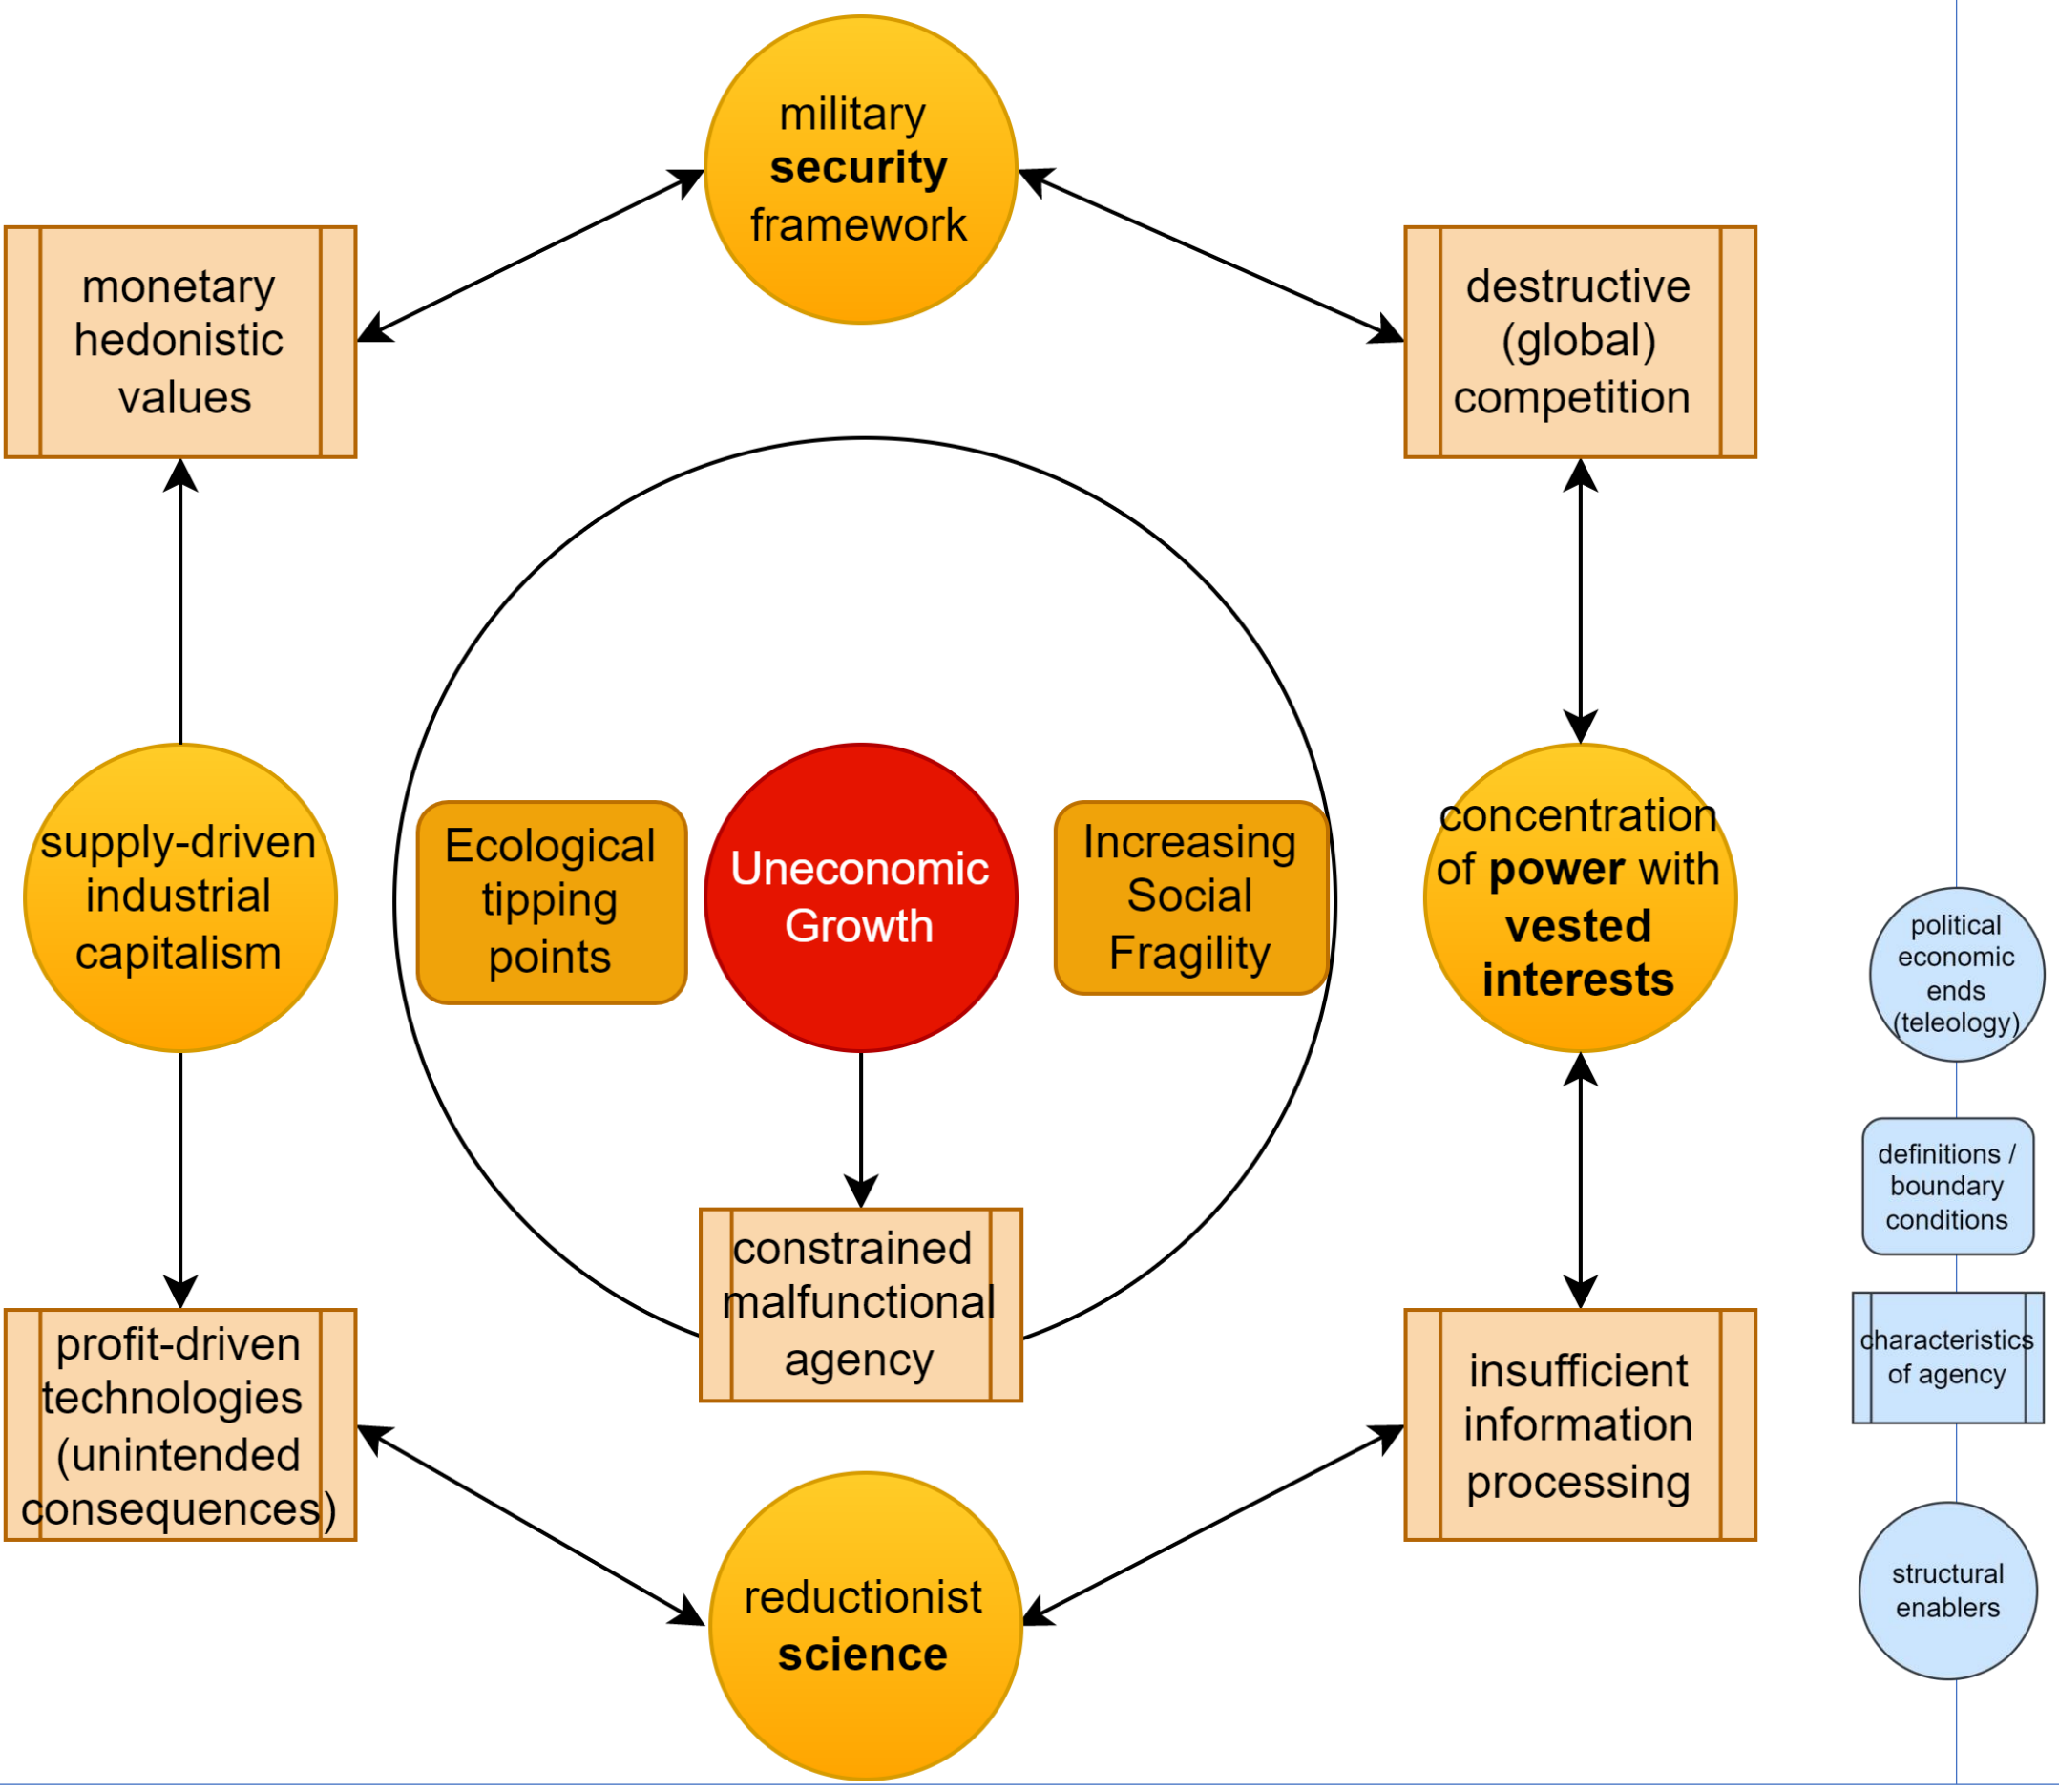 military
security
framework
monetary
hedonistic
values
destructive
(global)
competition
supply-driven
industrial
capitalism
Ecological
tipping
points
Uneconomic
Growth
Increasing
Social
Fragility
concentration
of power with
vested
interests
constrained
malfunctional
agency
profit-driven
technologies
(unintended
consequences)
insufficient
information
processing
reductionist
science
political
economic
ends
(teleology)
definitions /
boundary
conditions
characteristics
of agency
structural
enablers